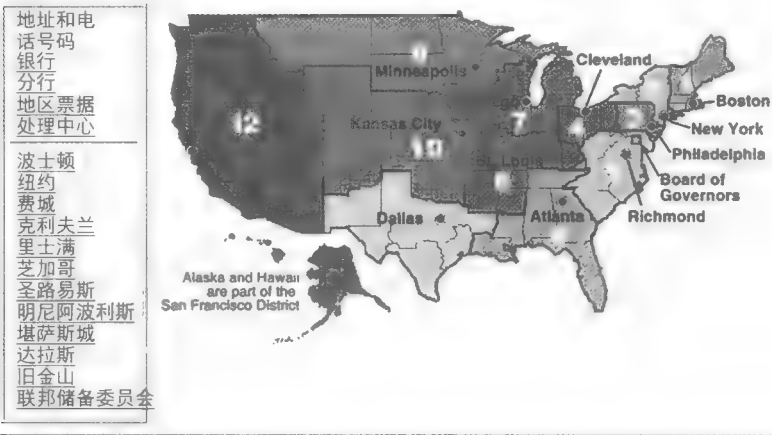 地址和电
话号码
银行
分行
地区票据
处理中心
波士顿
纽约
费城
克利夫兰
里士满
芝加哥
圣路易斯
明尼阿波利斯
堪萨斯城
达拉斯
旧金山
联邦储备委员会
Minneapolis
Cleveland
Boston
New York
Philadelphia
Board of
Governors
Richmond
Kansas City
St. Louis
12
10
7
Dallas
Atlanta
Alaska and Hawaii
are part of the
San Francisco District